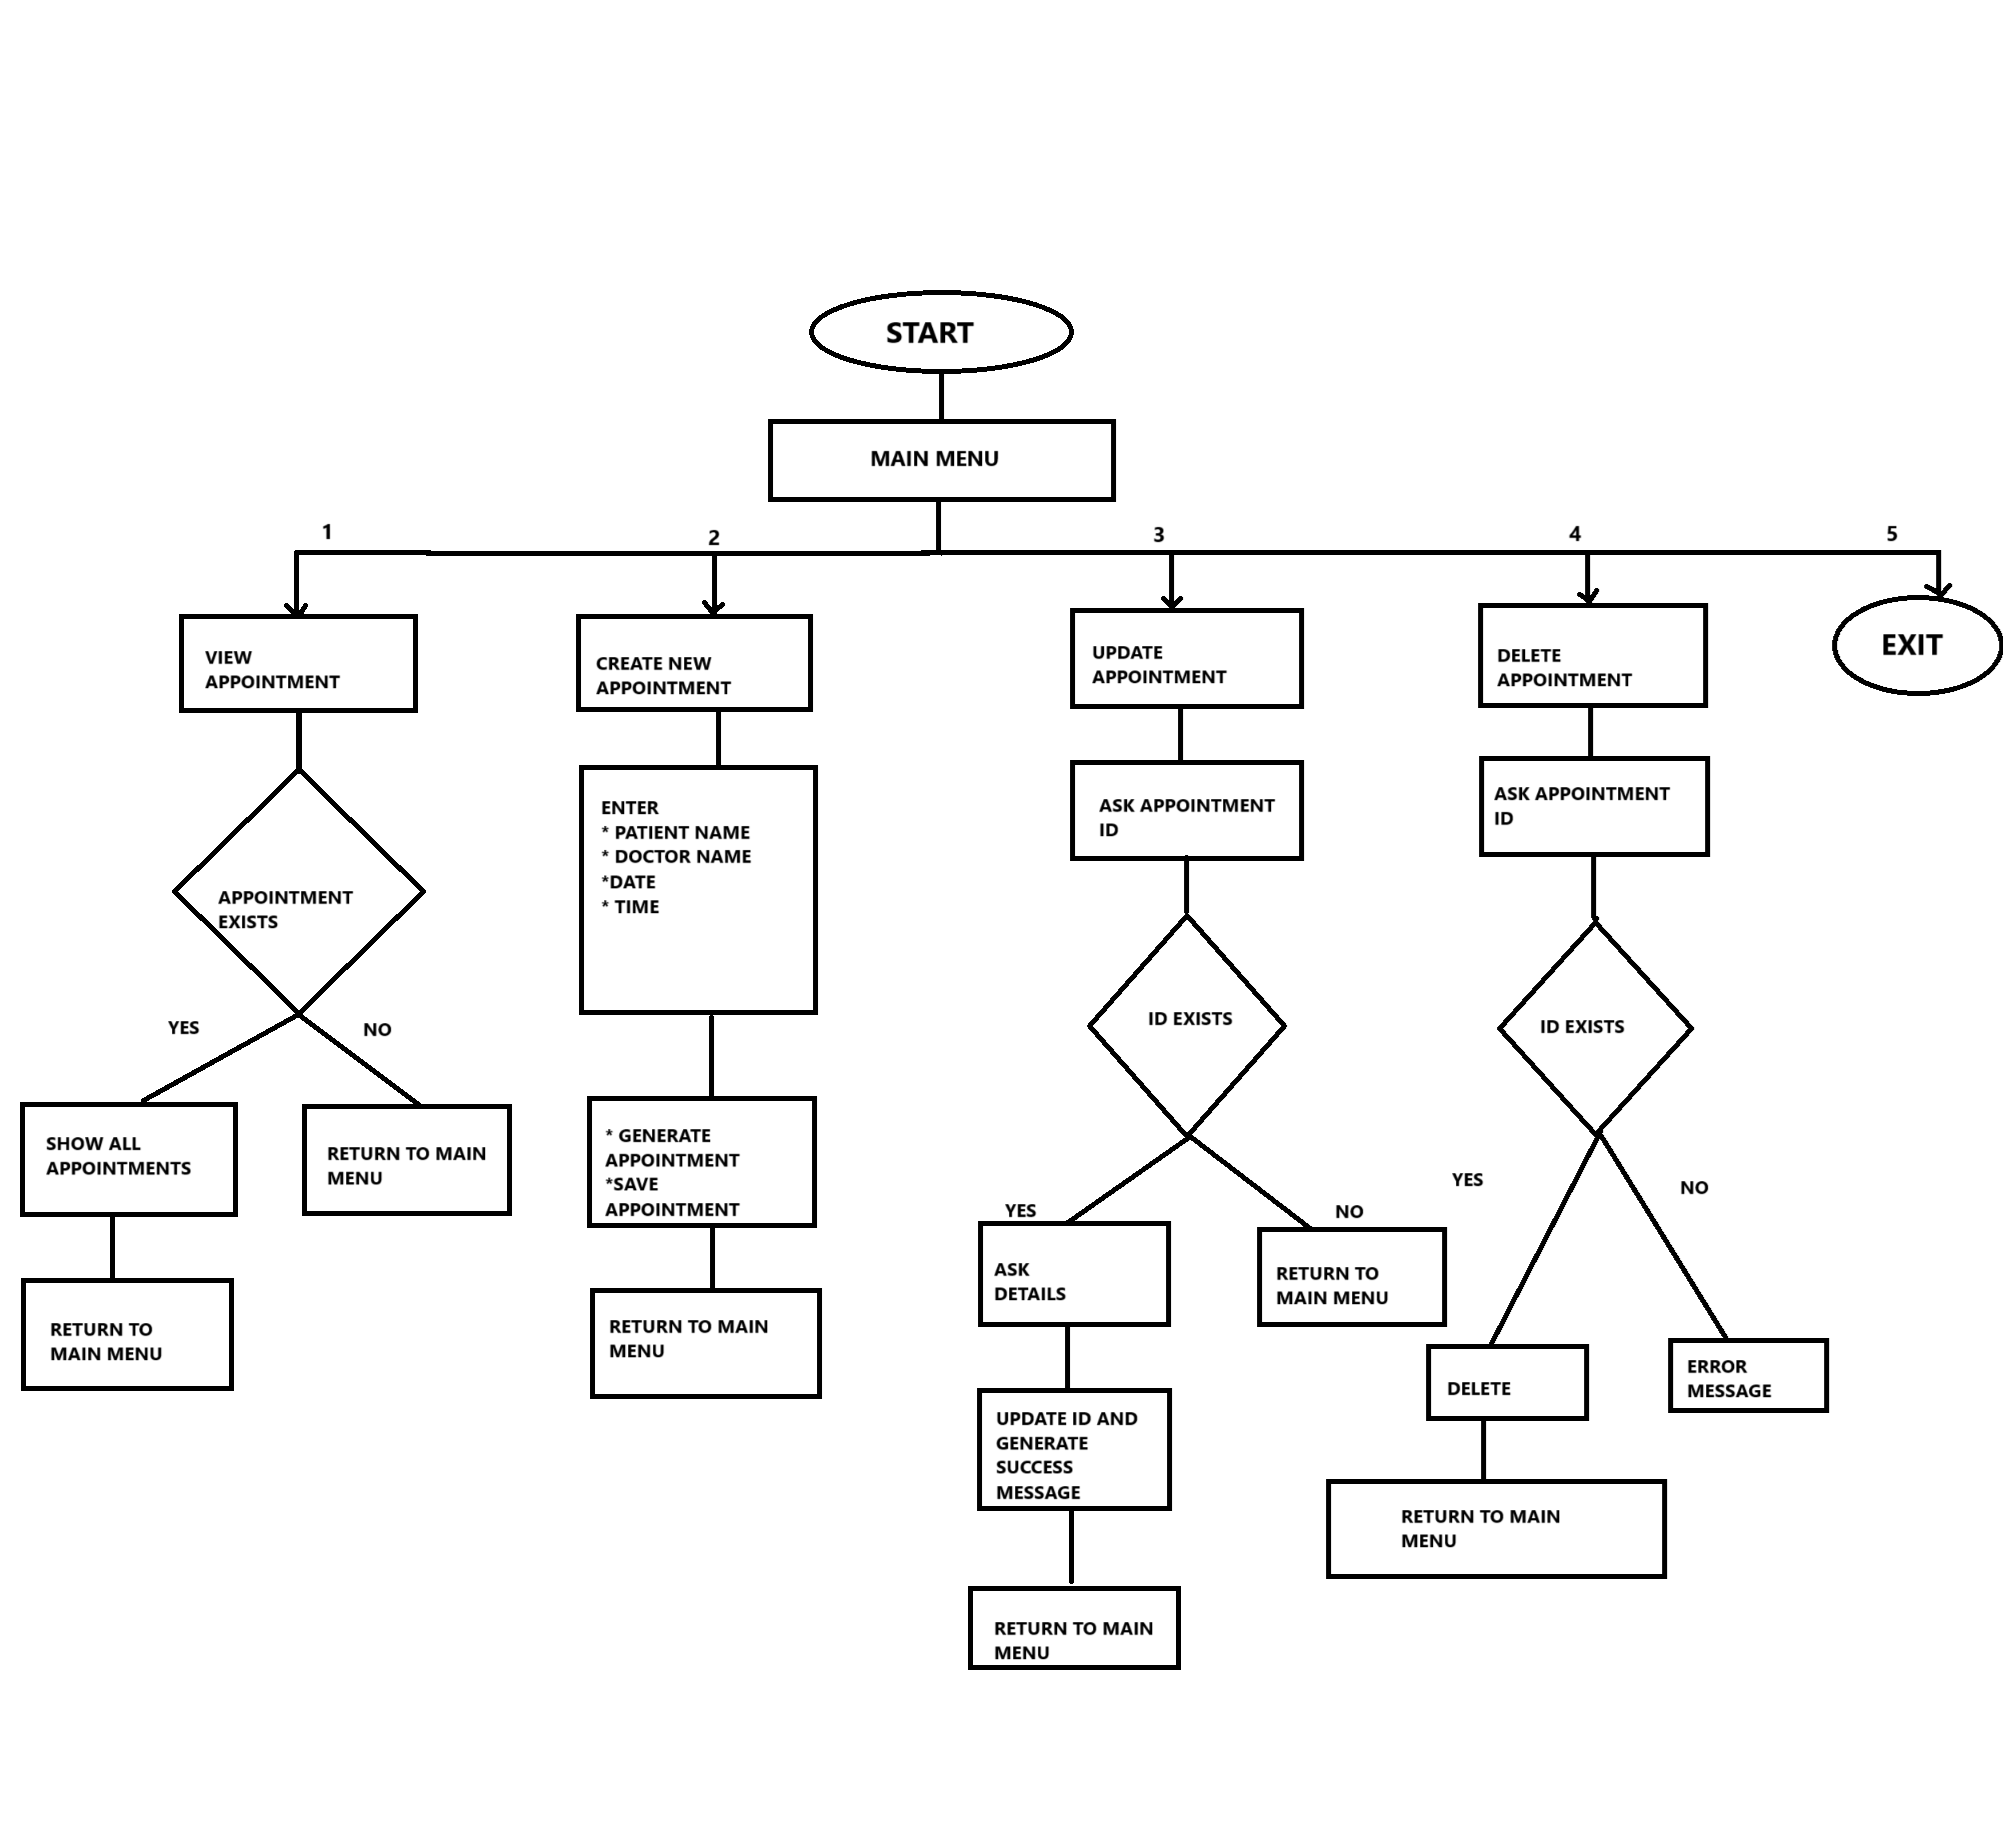 START
MAIN MENU
1
2
3
4
5
VIEW
APPOINTMENT
CREATE NEW
APPOINTMENT
UPDATE
APPOINTMENT
DELETE
APPOINTMENT
EXIT
APPOINTMENT
EXISTS
ENTER
* PATIENT NAME
* DOCTOR NAME
*DATE
* TIME
ASK APPOINTMENT
ID
ASK APPOINTMENT
ID
ID EXISTS
ID EXISTS
YES
NO
SHOW ALL
APPOINTMENTS
RETURN TO MAIN
MENU
* GENERATE
APPOINTMENT
*SAVE
APPOINTMENT
YES
NO
YES
NO
RETURN TO
MAIN MENU
RETURN TO MAIN
MENU
ASK
DETAILS
RETURN TO
MAIN MENU
DELETE
ERROR
MESSAGE
UPDATE ID AND
GENERATE
SUCCESS
MESSAGE
RETURN TO MAIN
MENU
RETURN TO MAIN
MENU